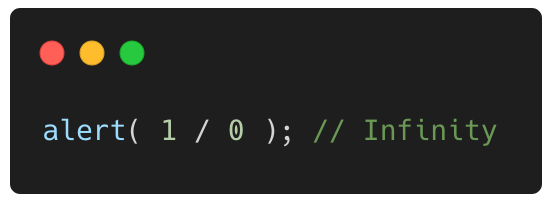 alert( 1 / 0 ); // Infinity